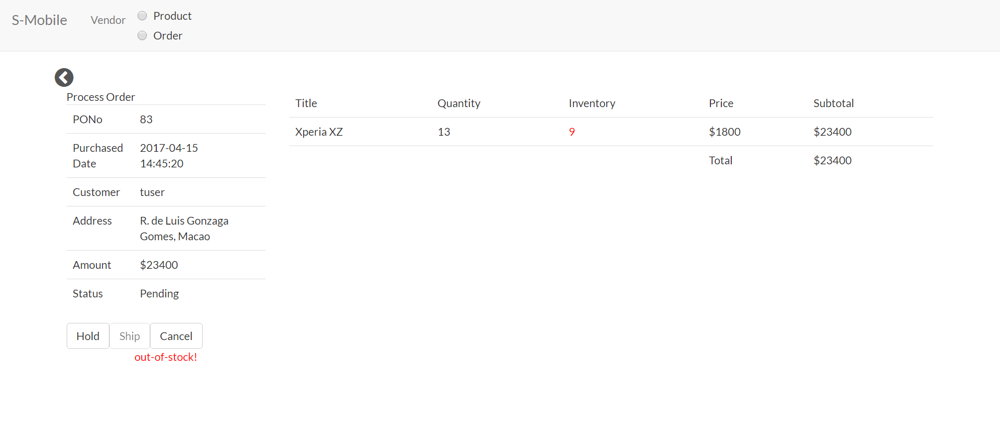 S-Mobile Vendor Product
Order
Process Order
PONo 83
Purchased 2017-04-15
Date 14:45:20
Customer tuser
Address R. de Luis Gonzaga
Gomes, Macao
Amount $23400
Status Pending
Hold Ship Cancel
out-of-stock!
Title Quantity Inventory Price Subtotal
Xperia XZ 13 9 $1800 $23400
Total $23400